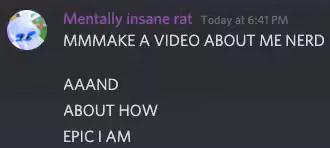 Mentally insane rat Today at 6:41 PM
MMMAKE A VIDEO ABOUT ME NERD
AAAND
ABOUT HOW
EPIC I AM